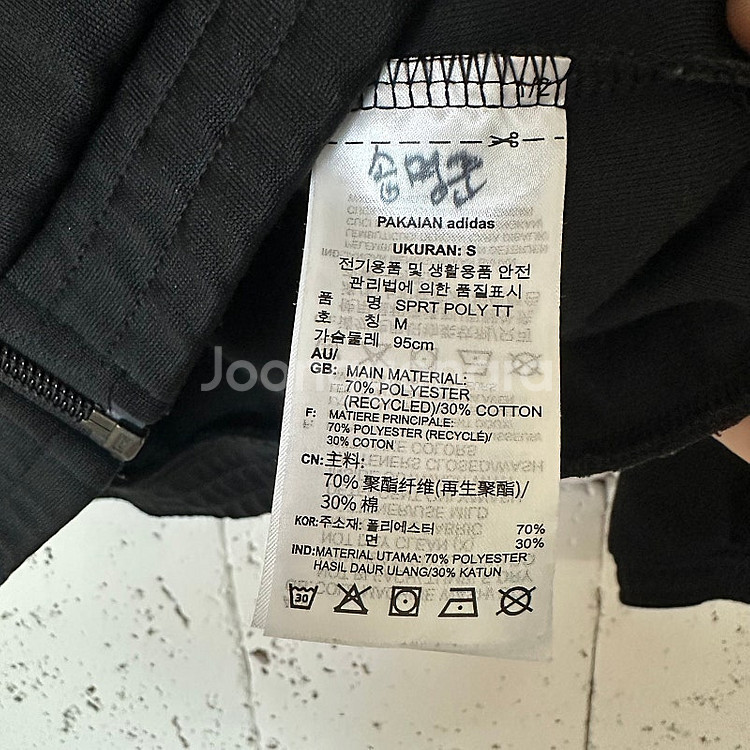 1/2
송명근
PAKAIAN adidas
UKURAN: S
전기용품 및 생활용품 안전
관리법에 의한 품질표시
품 명 SPRT POLY TT
호 칭 M
가슴둘레 95cm
AU/
GB: MAIN MATERIAL:
70% POLYESTER
(RECYCLED)/30% COTTON
F: MATIERE PRINCIPALE:
70% POLYESTER (RECYCLÉ)/
30% COTON
CN: 主料:
70% 聚酯纤维(再生聚酯)/
30% 棉
KOR:주소재: 폴리에스터 70%
면 30%
IND:MATERIAL UTAMA: 70% POLYESTER
HASIL DAUR ULANG/30% KATUN
30